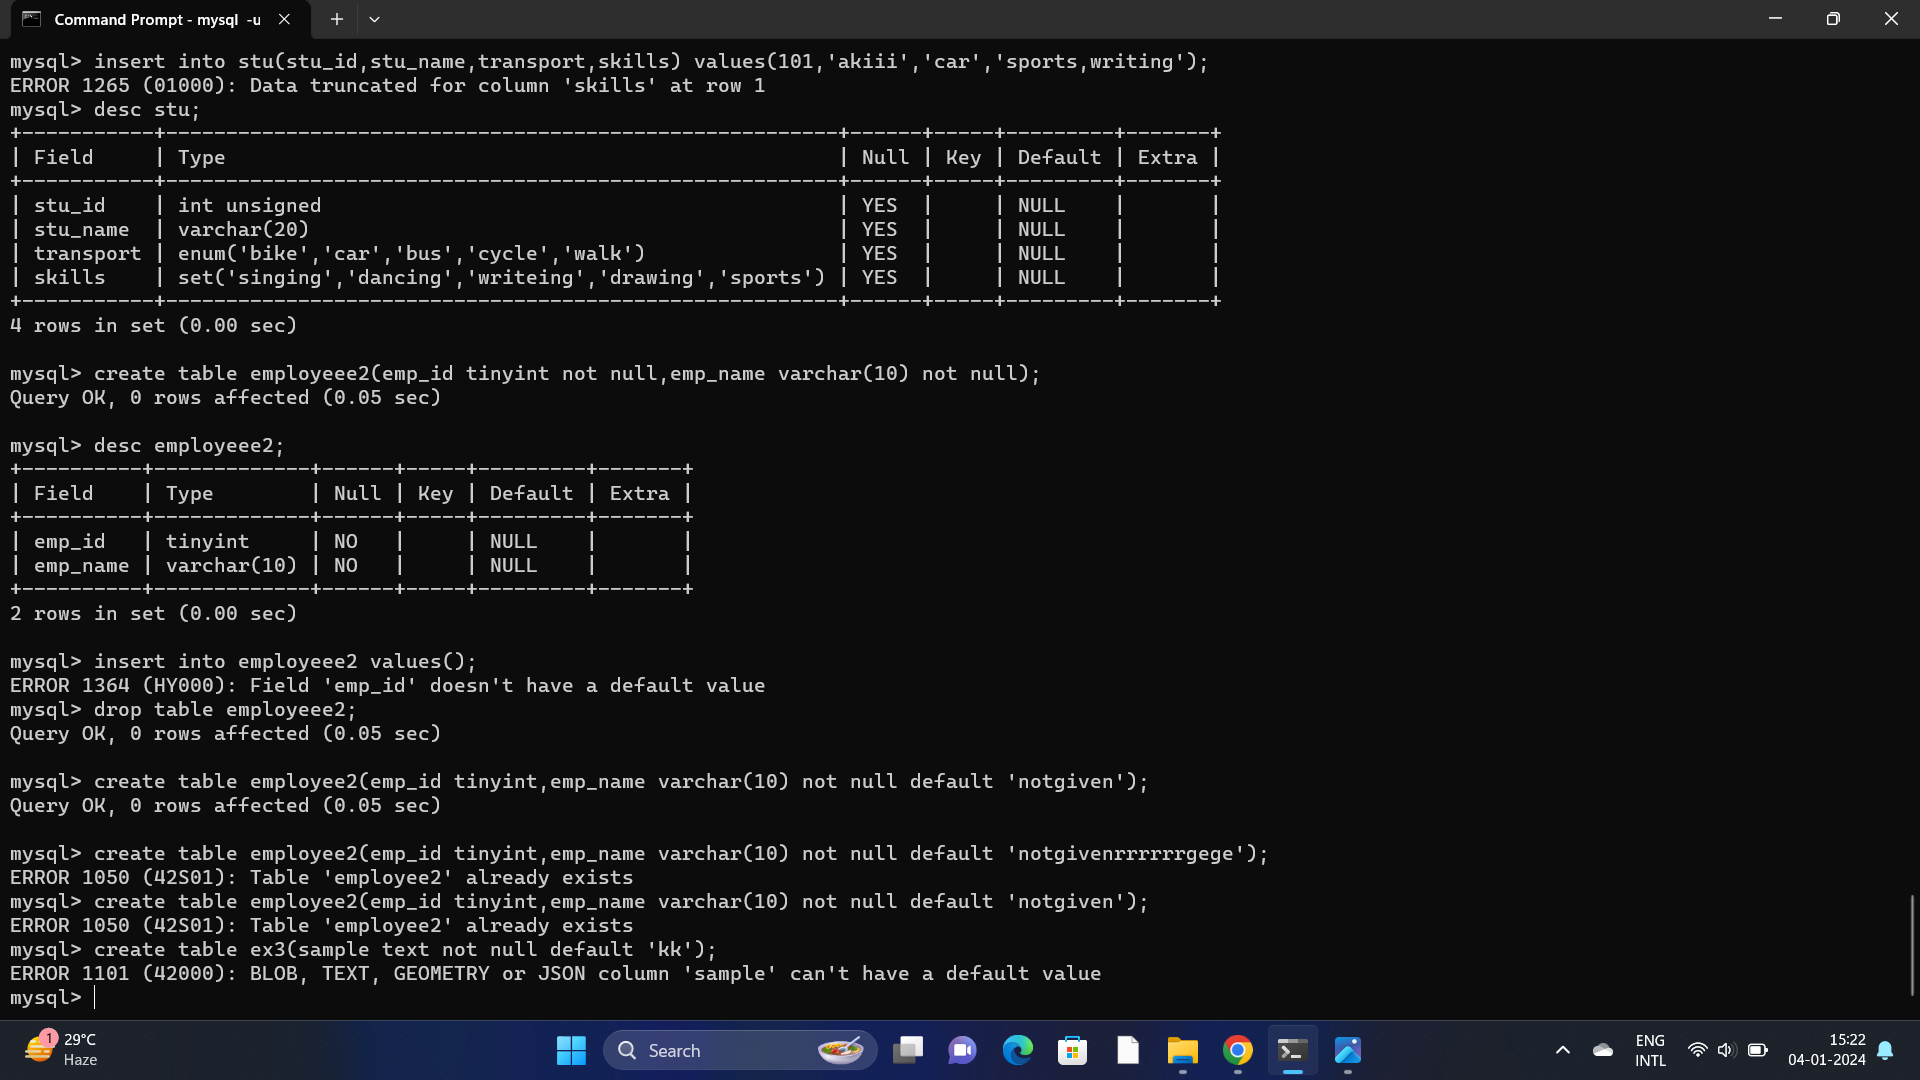 Command Prompt - mysql -u
mysql> insert into stu(stu_id,stu_name,transport,skills) values(101,'akiii','car','sports,writing');
ERROR 1265 (01000): Data truncated for column 'skills' at row 1
mysql> desc stu;
+-----------+--------------------------------------------------------+------+-----+---------+-------+
| Field     | Type                                                   | Null | Key | Default | Extra |
+-----------+--------------------------------------------------------+------+-----+---------+-------+
| stu_id    | int unsigned                                           | YES  |     | NULL    |       |
| stu_name  | varchar(20)                                            | YES  |     | NULL    |       |
| transport | enum('bike','car','bus','cycle','walk')                | YES  |     | NULL    |       |
| skills    | set('singing','dancing','writeing','drawing','sports') | YES  |     | NULL    |       |
+-----------+--------------------------------------------------------+------+-----+---------+-------+
4 rows in set (0.00 sec)
mysql> create table employeee2(emp_id tinyint not null,emp_name varchar(10) not null);
Query OK, 0 rows affected (0.05 sec)
mysql> desc employeee2;
+----------+-------------+------+-----+---------+-------+
| Field    | Type        | Null | Key | Default | Extra |
+----------+-------------+------+-----+---------+-------+
| emp_id   | tinyint     | NO   |     | NULL    |       |
| emp_name | varchar(10) | NO   |     | NULL    |       |
+----------+-------------+------+-----+---------+-------+
2 rows in set (0.00 sec)
mysql> insert into employeee2 values();
ERROR 1364 (HY000): Field 'emp_id' doesn't have a default value
mysql> drop table employeee2;
Query OK, 0 rows affected (0.05 sec)
mysql> create table employee2(emp_id tinyint,emp_name varchar(10) not null default 'notgiven');
Query OK, 0 rows affected (0.05 sec)
mysql> create table employee2(emp_id tinyint,emp_name varchar(10) not null default 'notgivenrrrrrrgege');
ERROR 1050 (42S01): Table 'employee2' already exists
mysql> create table employee2(emp_id tinyint,emp_name varchar(10) not null default 'notgiven');
ERROR 1050 (42S01): Table 'employee2' already exists
mysql> create table ex3(sample text not null default 'kk');
ERROR 1101 (42000): BLOB, TEXT, GEOMETRY or JSON column 'sample' can't have a default value
mysql>
1
29°C
Haze
Search
ENG
INTL
15:22
04-01-2024